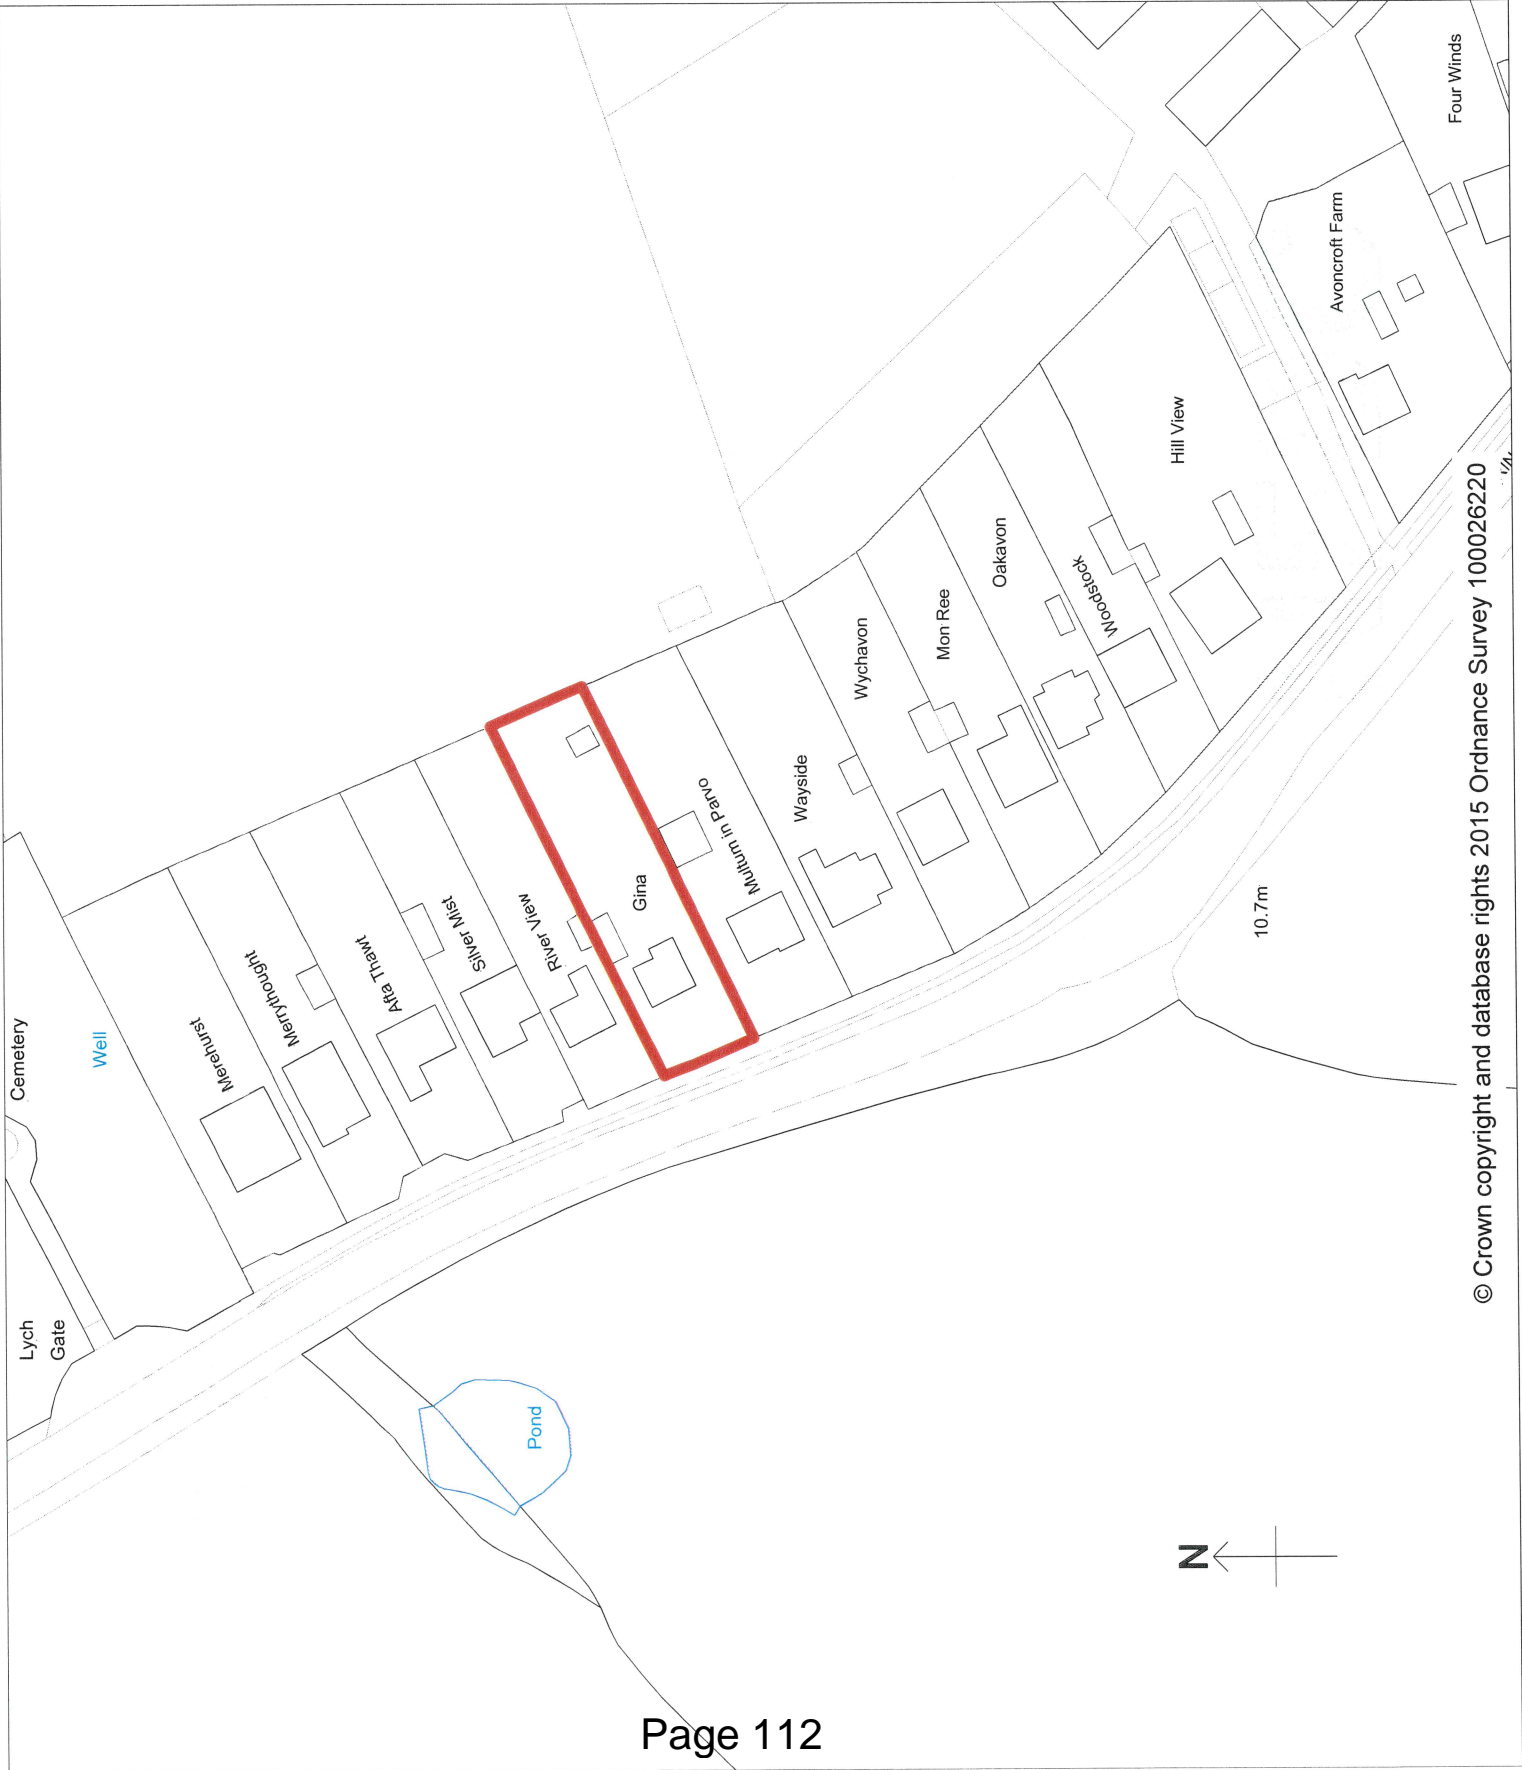 Cemetery
Well
Lych
Gate
Merehurst
Merrythought
Afta Thawt
Silver Mist
River View
Gina
Multum in Parvo
Wayside
Wychavon
Mon Ree
Oakavon
Woodstock
Hill View
Avoncroft Farm
Four Winds
10.7m
Pond
N
© Crown copyright and database rights 2015 Ordnance Survey 100026220
Page 112